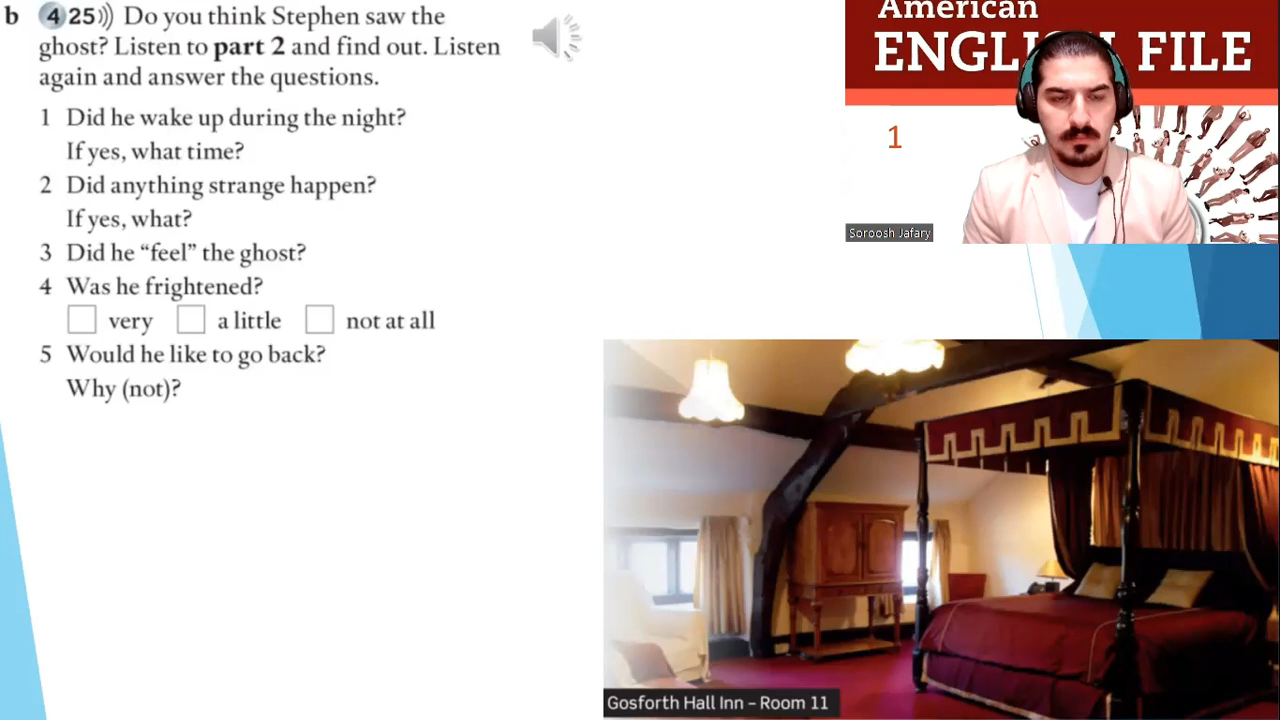 b 4 25 Do you think Stephen saw the
ghost? Listen to part 2 and find out. Listen
again and answer the questions.
1 Did he wake up during the night?
If yes, what time?
2 Did anything strange happen?
If yes, what?
3 Did he “feel” the ghost?
4 Was he frightened?
very a little not at all
5 Would he like to go back?
Why (not)?
American
ENGLISH FILE
1
Soroosh Jafary
Gosforth Hall Inn – Room 11